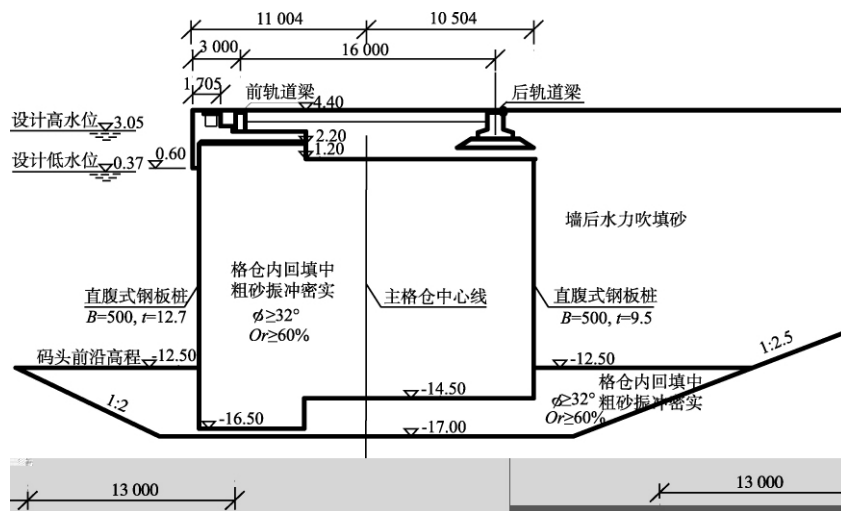 11 004
10 504
3 000
16 000
1 705
前轨道梁
4.40
后轨道梁
设计高水位
3.05
2.20
1.20
设计低水位
0.37
0.60
墙后水力吹填砂
格仓内回填中
粗砂振冲密实
ϕ≥32°
Or≥60%
直腹式钢板桩
B=500, t=12.7
主格仓中心线
直腹式钢板桩
B=500, t=9.5
码头前沿高程
-12.50
-12.50
1:2.5
1:2
-14.50
格仓内回填中
ϕ≥32°
粗砂振冲密实
Or≥60%
-16.50
-17.00
13 000
13 000